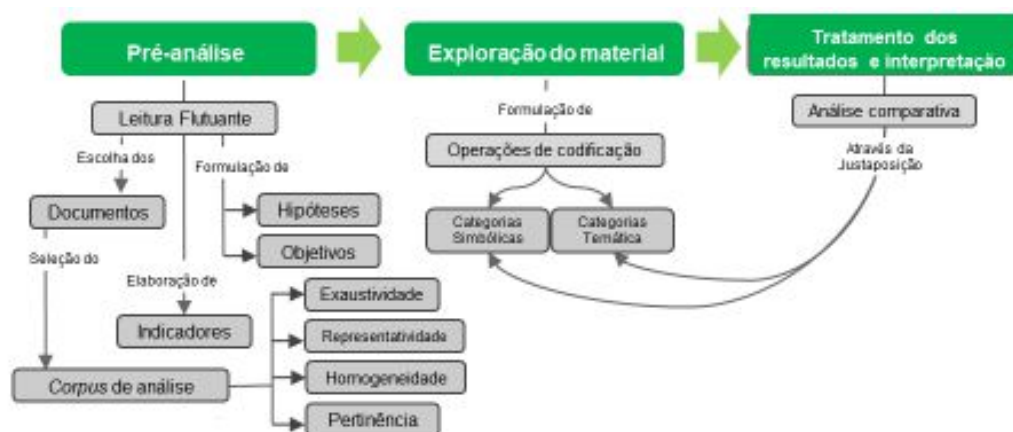 Pré-análise
Exploração do material
Tratamento dos
resultados e interpretação
Leitura Flutuante
Escolha dos
Formulação de
Documentos
Hipóteses
Objetivos
Seleção do
Elaboração de
Indicadores
Corpus de análise
Exaustividade
Representatividade
Homogeneidade
Pertinência
Formulação de
Operações de codificação
Categorias
Simbólicas
Categorias
Temática
Análise comparativa
Através da
Justaposição